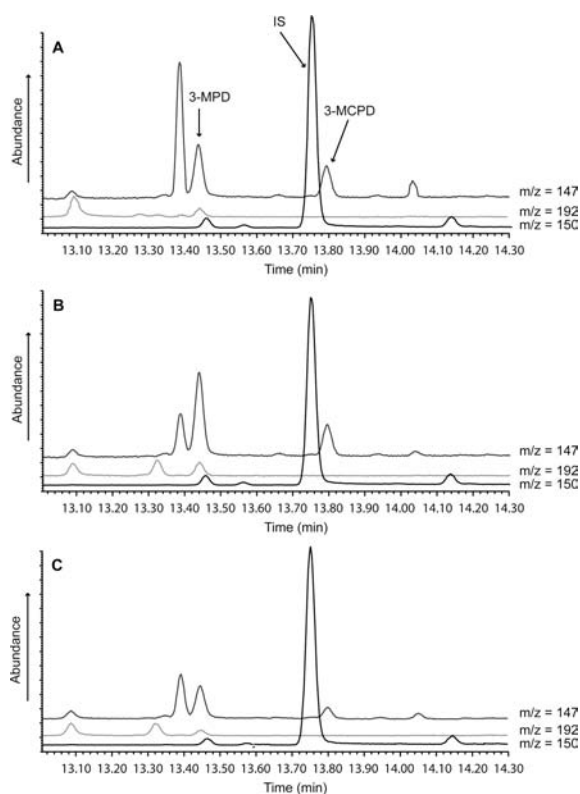 A
IS
3-MPD
3-MCPD
Abundance
m/z = 147
m/z = 192
m/z = 150
13.10 13.20 13.30 13.40 13.50 13.60 13.70 13.80 13.90 14.00 14.10 14.20 14.30
Time (min)
B
Abundance
m/z = 147
m/z = 192
m/z = 150
13.10 13.20 13.30 13.40 13.50 13.60 13.70 13.80 13.90 14.00 14.10 14.20 14.30
Time (min)
C
Abundance
m/z = 147
m/z = 192
m/z = 150
13.10 13.20 13.30 13.40 13.50 13.60 13.70 13.80 13.90 14.00 14.10 14.20 14.30
Time (min)